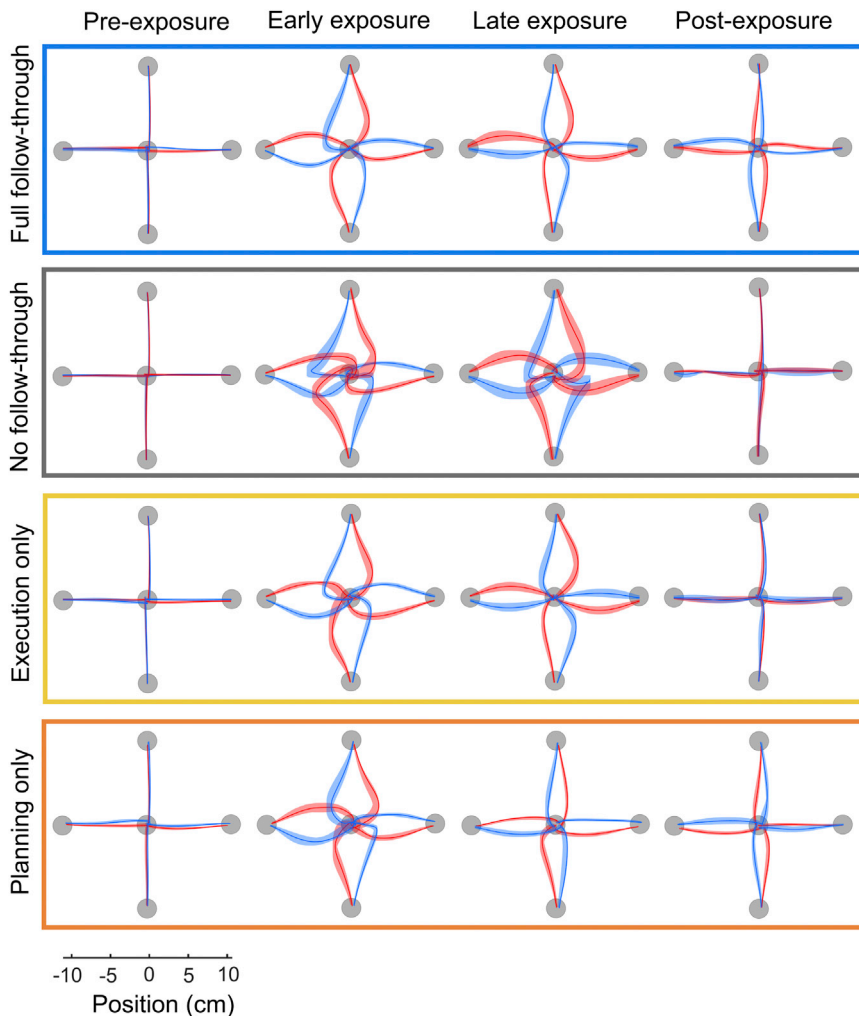 Pre-exposure Early exposure Late exposure Post-exposure
Full follow-through
No follow-through
Execution only
Planning only
-10 -5 0 5 10
Position (cm)